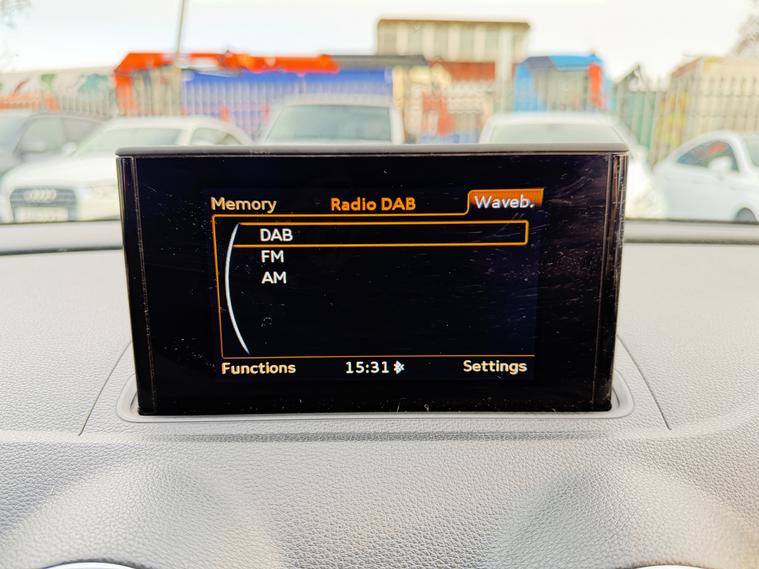 Memory Radio DAB Waveb.
DAB
FM
AM
Functions 15:31 Settings